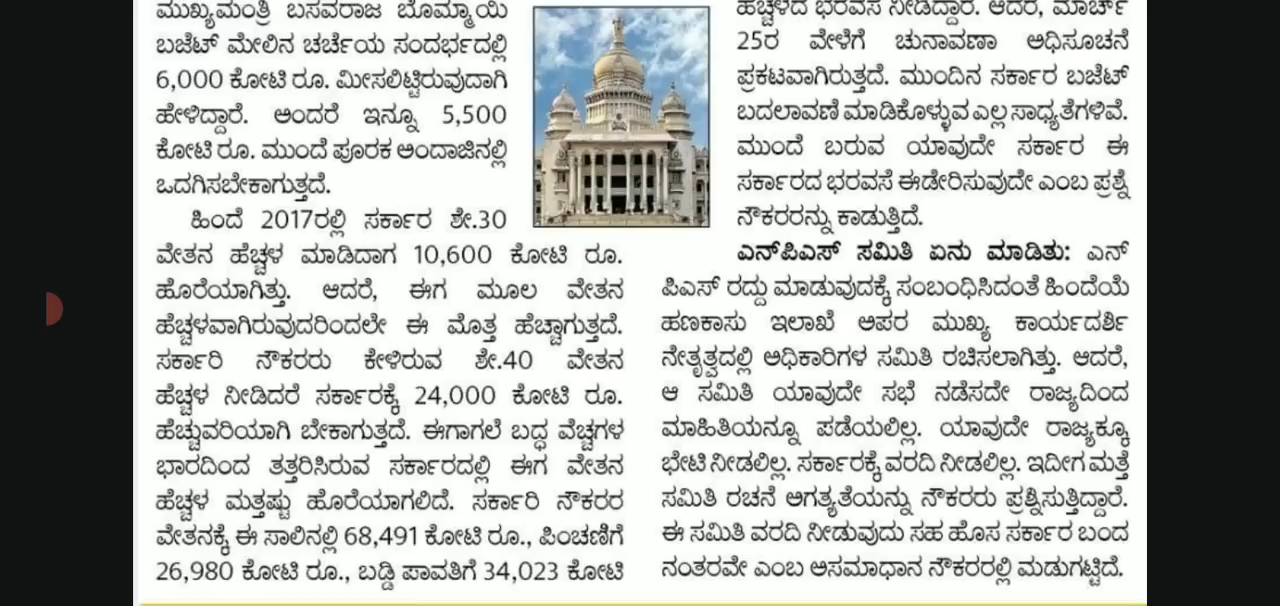 ಮುಖ್ಯಮಂತ್ರಿ ಬಸವರಾಜ ಬೊಮ್ಮಾಯಿ
ಬಜೆಟ್ ಮೇಲಿನ ಚರ್ಚೆಯ ಸಂದರ್ಭದಲ್ಲಿ
6,000 ಕೋಟಿ ರೂ. ಮೀಸಲಿಟ್ಟಿರುವುದಾಗಿ
ಹೇಳಿದ್ದಾರೆ. ಅಂದರೆ ಇನ್ನೂ 5,500
ಕೋಟಿ ರೂ. ಮುಂದೆ ಪೂರಕ ಅಂದಾಜಿನಲ್ಲಿ
ಒದಗಿಸಬೇಕಾಗುತ್ತದೆ.
ಹಿಂದೆ 2017ರಲ್ಲಿ ಸರ್ಕಾರ ಶೇ.30
ವೇತನ ಹೆಚ್ಚಳ ಮಾಡಿದಾಗ 10,600 ಕೋಟಿ ರೂ.
ಹೊರೆಯಾಗಿತ್ತು. ಆದರೆ, ಈಗ ಮೂಲ ವೇತನ
ಹೆಚ್ಚಳವಾಗಿರುವುದರಿಂದಲೇ ಈ ಮೊತ್ತ ಹೆಚ್ಚಾಗುತ್ತದೆ.
ಸರ್ಕಾರಿ ನೌಕರರು ಕೇಳಿರುವ ಶೇ.40 ವೇತನ
ಹೆಚ್ಚಳ ನೀಡಿದರೆ ಸರ್ಕಾರಕ್ಕೆ 24,000 ಕೋಟಿ ರೂ.
ಹೆಚ್ಚುವರಿಯಾಗಿ ಬೇಕಾಗುತ್ತದೆ. ಈಗಾಗಲೆ ಬದ್ಧ ವೆಚ್ಚಗಳ
ಭಾರದಿಂದ ತತ್ತರಿಸಿರುವ ಸರ್ಕಾರದಲ್ಲಿ ಈಗ ವೇತನ
ಹೆಚ್ಚಳ ಮತ್ತಷ್ಟು ಹೊರೆಯಾಗಲಿದೆ. ಸರ್ಕಾರಿ ನೌಕರರ
ವೇತನಕ್ಕೆ ಈ ಸಾಲಿನಲ್ಲಿ 68,491 ಕೋಟಿ ರೂ., ಪಿಂಚಣಿಗೆ
26,980 ಕೋಟಿ ರೂ., ಬಡ್ಡಿ ಪಾವತಿಗೆ 34,023 ಕೋಟಿ
ಹೆಚ್ಚಳದ ಭರವಸೆ ನೀಡಿದ್ದಾರೆ. ಆದರೆ, ಮಾರ್ಚ್
25ರ ವೇಳೆಗೆ ಚುನಾವಣಾ ಅಧಿಸೂಚನೆ
ಪ್ರಕಟವಾಗಿರುತ್ತದೆ. ಮುಂದಿನ ಸರ್ಕಾರ ಬಜೆಟ್
ಬದಲಾವಣೆ ಮಾಡಿಕೊಳ್ಳುವ ಎಲ್ಲ ಸಾಧ್ಯತೆಗಳಿವೆ.
ಮುಂದೆ ಬರುವ ಯಾವುದೇ ಸರ್ಕಾರ ಈ
ಸರ್ಕಾರದ ಭರವಸೆ ಈಡೇರಿಸುವುದೇ ಎಂಬ ಪ್ರಶ್ನೆ
ನೌಕರರನ್ನು ಕಾಡುತ್ತಿದೆ.
ಎನ್‌ಪಿಎಸ್ ಸಮಿತಿ ಏನು ಮಾಡಿತು: ಎನ್
ಪಿಎಸ್ ರದ್ದು ಮಾಡುವುದಕ್ಕೆ ಸಂಬಂಧಿಸಿದಂತೆ ಹಿಂದೆಯೆ
ಹಣಕಾಸು ಇಲಾಖೆ ಅಪರ ಮುಖ್ಯ ಕಾರ್ಯದರ್ಶಿ
ನೇತೃತ್ವದಲ್ಲಿ ಅಧಿಕಾರಿಗಳ ಸಮಿತಿ ರಚಿಸಲಾಗಿತ್ತು. ಆದರೆ,
ಆ ಸಮಿತಿ ಯಾವುದೇ ಸಭೆ ನಡೆಸದೇ ರಾಜ್ಯದಿಂದ
ಮಾಹಿತಿಯನ್ನೂ ಪಡೆಯಲಿಲ್ಲ. ಯಾವುದೇ ರಾಜ್ಯಕ್ಕೂ
ಭೇಟಿ ನೀಡಲಿಲ್ಲ. ಸರ್ಕಾರಕ್ಕೆ ವರದಿ ನೀಡಲಿಲ್ಲ. ಇದೀಗ ಮತ್ತೆ
ಸಮಿತಿ ರಚನೆ ಅಗತ್ಯತೆಯನ್ನು ನೌಕರರು ಪ್ರಶ್ನಿಸುತ್ತಿದ್ದಾರೆ.
ಈ ಸಮಿತಿ ವರದಿ ನೀಡುವುದು ಸಹ ಹೊಸ ಸರ್ಕಾರ ಬಂದ
ನಂತರವೇ ಎಂಬ ಅಸಮಾಧಾನ ನೌಕರರಲ್ಲಿ ಮಡುಗಟ್ಟಿದೆ.